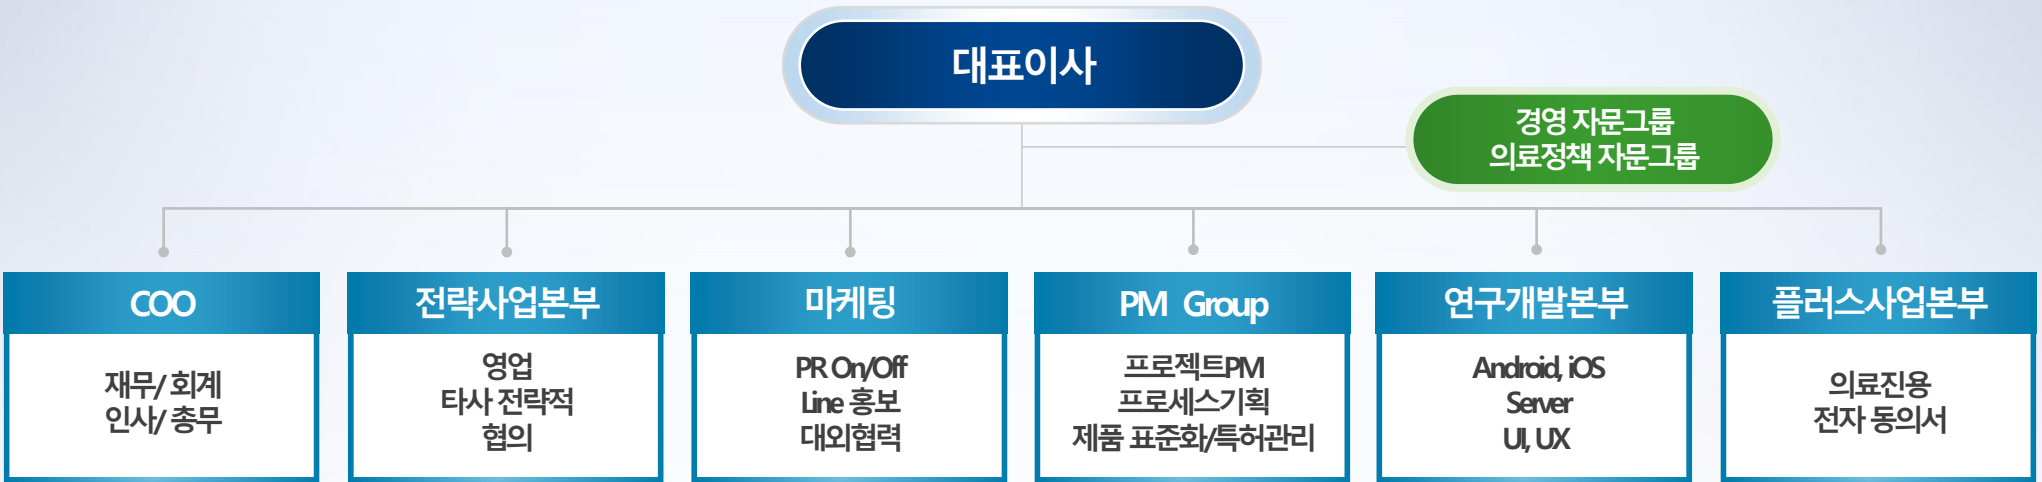 대표이사
경영 자문그룹
의료정책 자문그룹
COO
재무/ 회계
인사/ 총무
전략사업본부
영업
타사 전략적
협의
마케팅
PR On/Off
Line 홍보
대외협력
PM Group
프로젝트PM
프로세스기획
제품 표준화/특허관리
연구개발본부
Android, iOS
Server
UI, UX
플러스사업본부
의료진용
전자 동의서